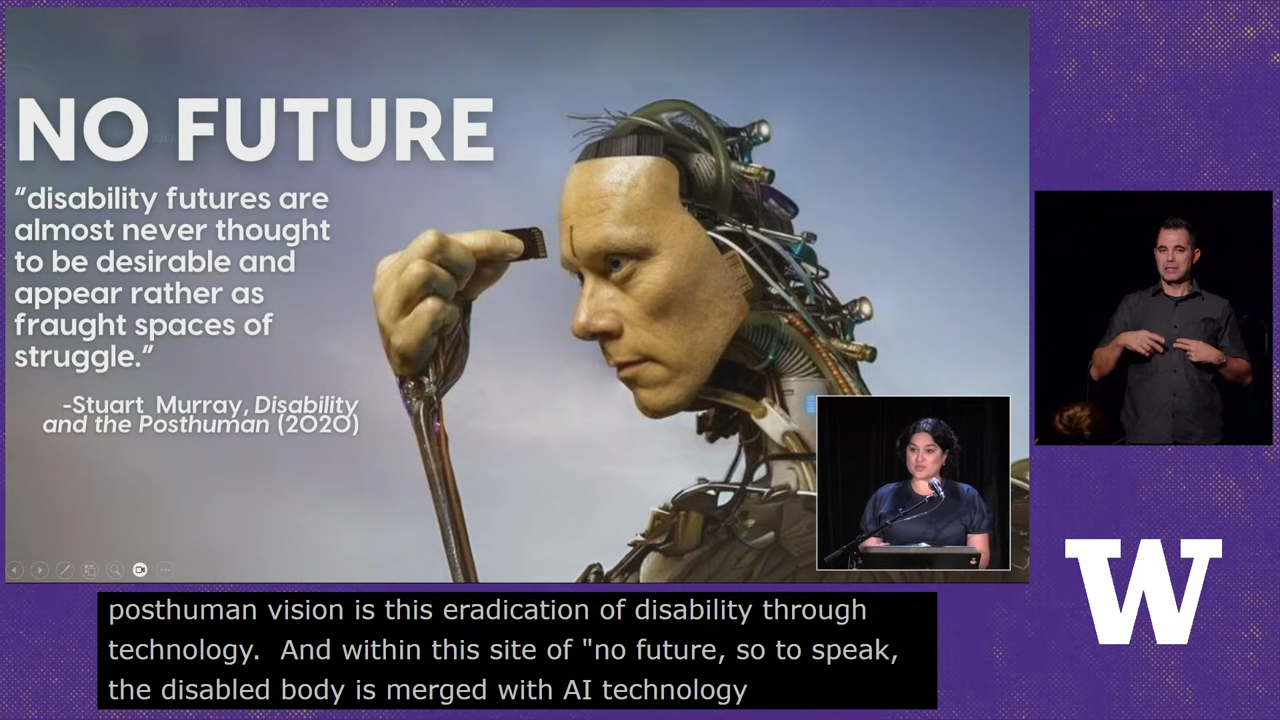 NO FUTURE
"disability futures are
almost never thought
to be desirable and
appear rather as
fraught spaces of
struggle."
-Stuart Murray, Disability
and the Posthuman (2020)
W
posthuman vision is this eradication of disability through
technology.  And within this site of "no future, so to speak,
the disabled body is merged with AI technology